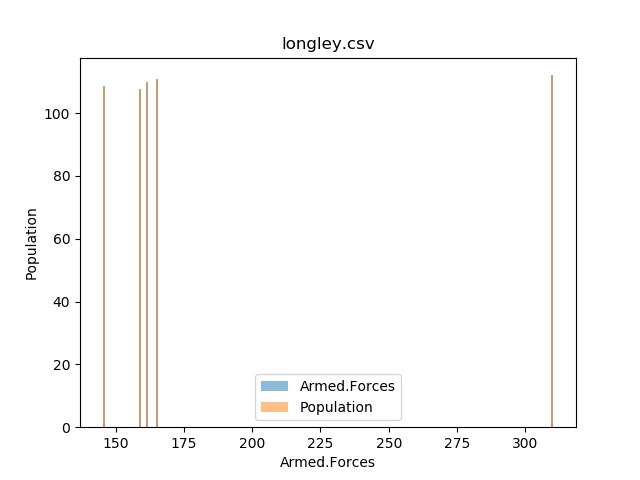 longley.csv
Population
100
80
60
40
20
0
Armed.Forces
Population
150 175 200 225 250 275 300
Armed.Forces